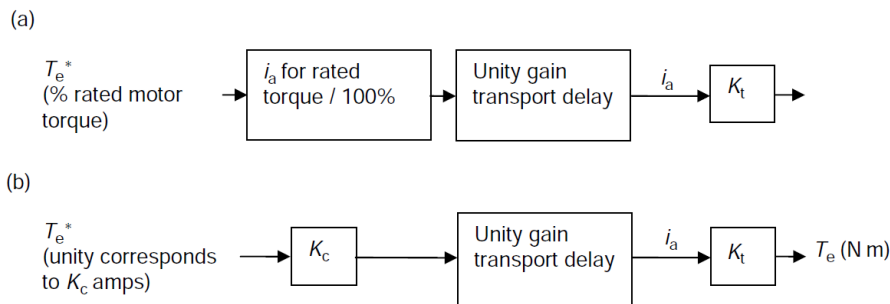 (a)
Te*
(% rated motor
torque)
ia for rated
torque / 100%
Unity gain
transport delay
ia
Kt
(b)
Te*
(unity corresponds
to Kc amps)
Kc
Unity gain
transport delay
ia
Kt
Te (N m)